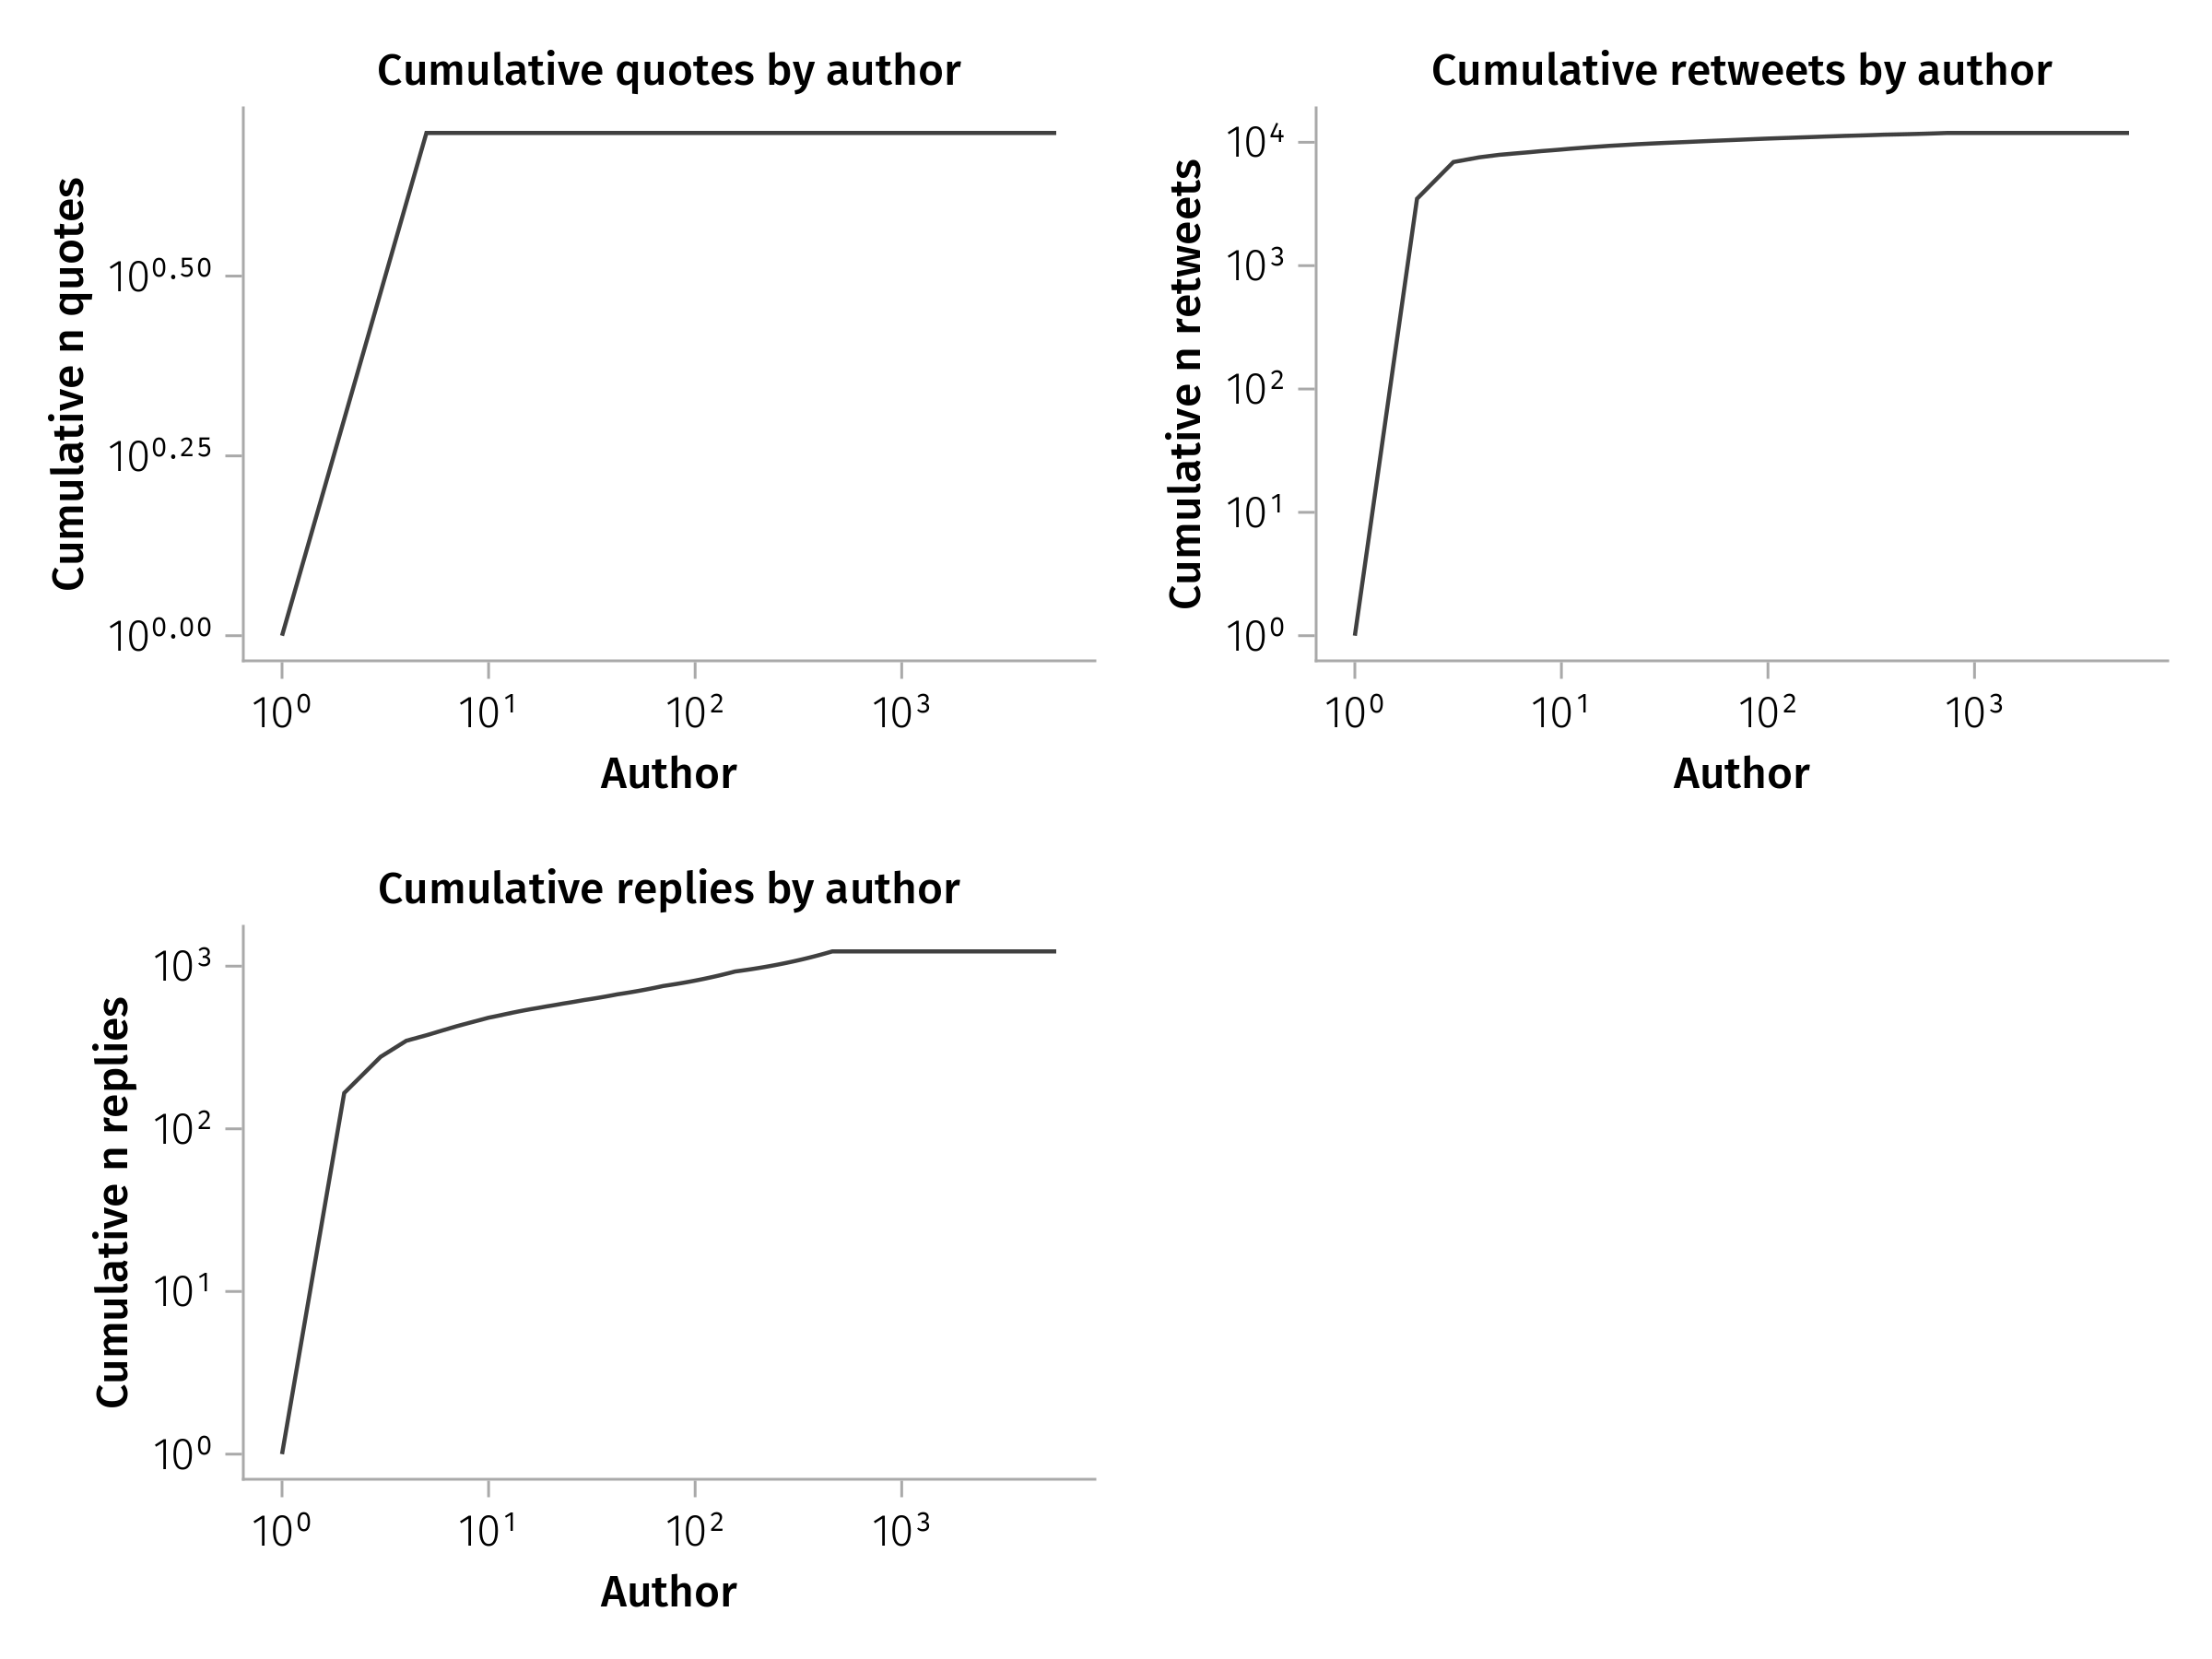 Cumulative quotes by author
Cumulative n quotes
10^0.50
10^0.25
10^0.00
10^0 10^1 10^2 10^3
Author
Cumulative retweets by author
Cumulative n retweets
10^4
10^3
10^2
10^1
10^0
10^0 10^1 10^2 10^3
Author
Cumulative replies by author
Cumulative n replies
10^3
10^2
10^1
10^0
10^0 10^1 10^2 10^3
Author